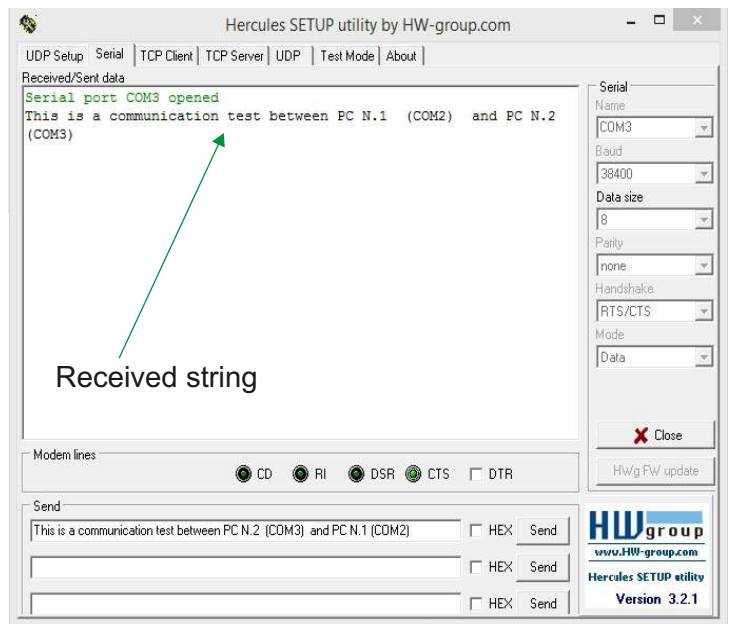 Hercules SETUP utility by HW-group.com
UDP Setup Serial TCP Client TCP Server UDP Test Mode About
Received/Sent data
Serial port COM3 opened
This is a communication test between PC N.1 (COM2) and PC N.2
(COM3)
Received string
Serial
Name
COM3
Baud
38400
Data size
8
Parity
none
Handshake
RTS/CTS
Mode
Data
Close
HWg FW update
Modem lines
CD RI DSR CTS DTR
Send
This is a communication test between PC N.2 (COM3) and PC N.1 (COM2) HEX Send
HEX Send
HEX Send
HWgroup
www.HW-group.com
Hercules SETUP utility
Version 3.2.1